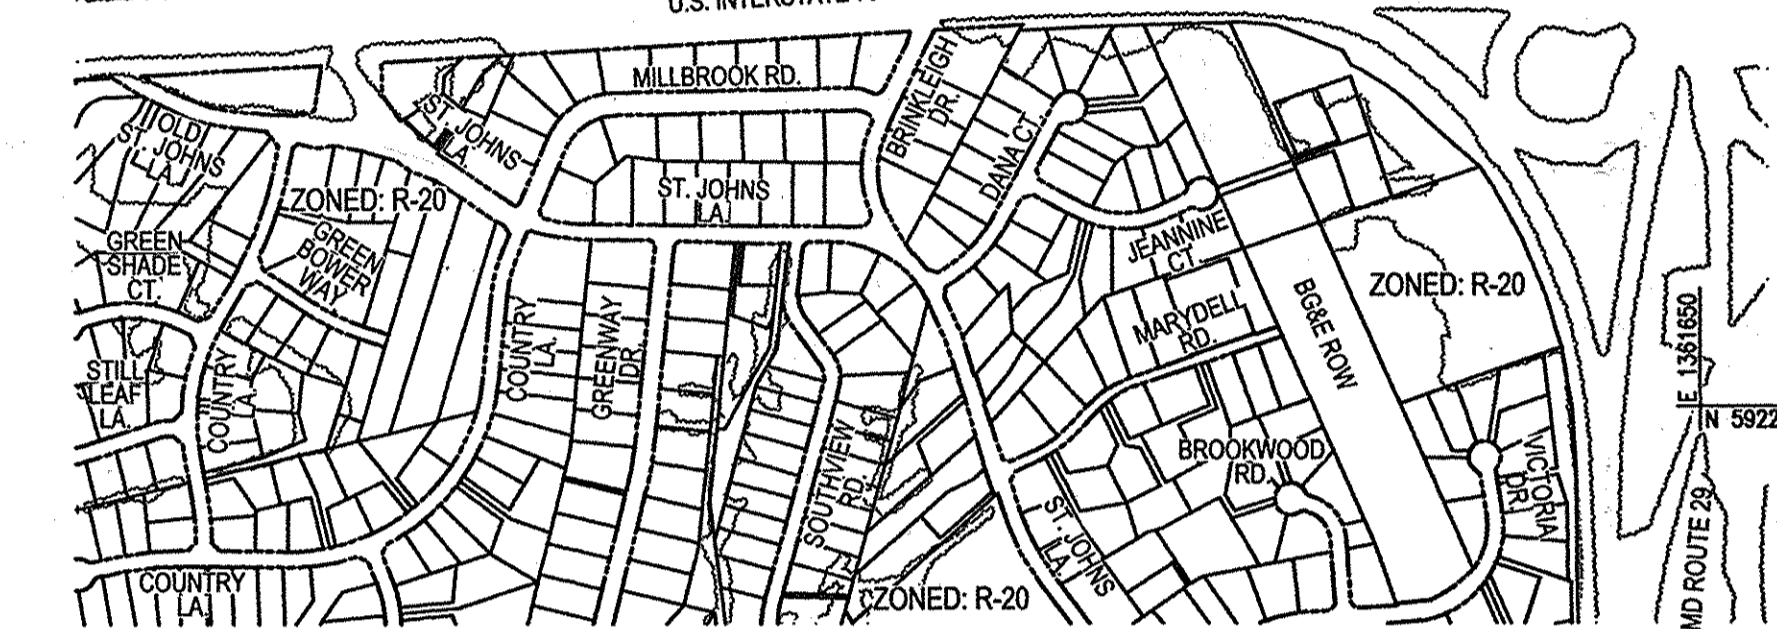 U.S. INTERSTATE
MILLBROOK RD.
BRINKLEIGH
DR.
ST. JOHNS
LA.
OLD
ST. JOHNS
LA.
DANA CT.
ZONED: R-20
ST. JOHNS
LA.
GREEN
SHADE
CT.
GREEN
BOWER
WAY
JEANNINE
CT.
ZONED: R-20
BG&E ROW
MARYDELL
RD.
E 1361650
N 5922
COUNTRY
LA.
GREENWAY
DR.
STILL
LEAF
LA.
COUNTRY
LA.
BROOKWOOD
RD.
VICTORIA
DR.
SOUTHVIEW
RD.
ST. JOHNS
LA.
MD ROUTE 29
COUNTRY
LA.
ZONED: R-20